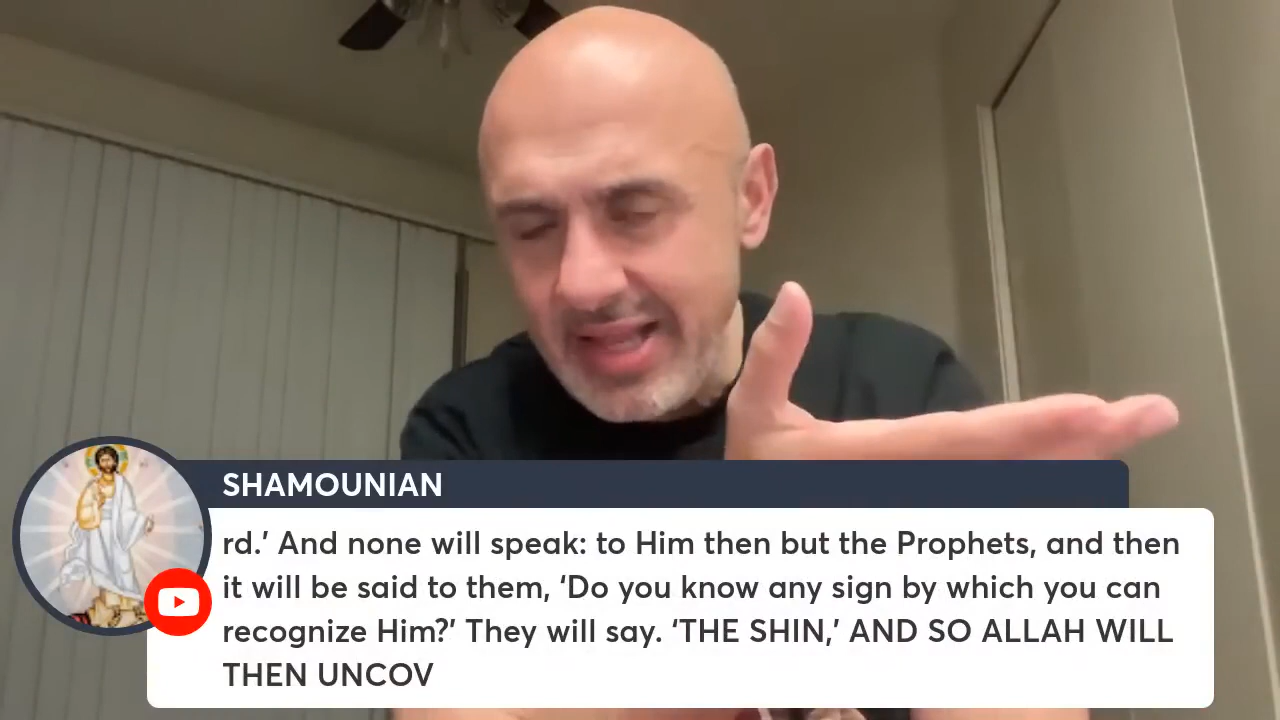 SHAMOUNIAN
rd.’ And none will speak: to Him then but the Prophets, and then
it will be said to them, ‘Do you know any sign by which you can
recognize Him?’ They will say. ‘THE SHIN,’ AND SO ALLAH WILL
THEN UNCOV